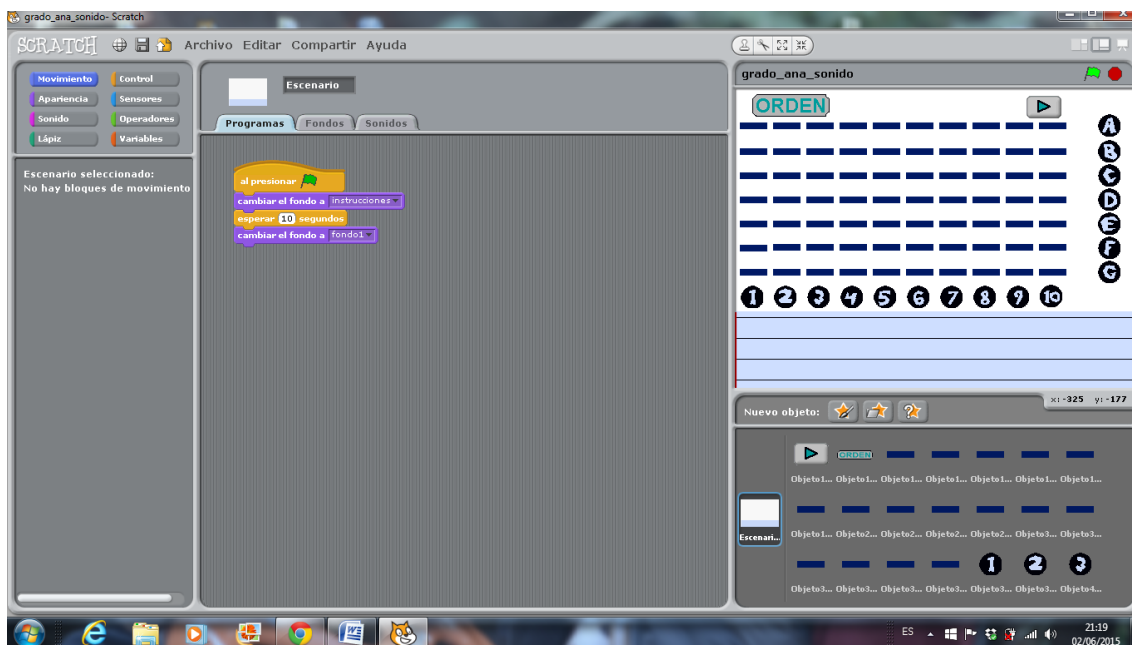 grado_ana_sonido- Scratch
SCRATCH Archivo Editar Compartir Ayuda
Movimiento Control
Apariencia Sensores
Sonido Operadores
Lápiz Variables
Escenario seleccionado:
No hay bloques de movimiento
Escenario
Programas Fondos Sonidos
al presionar
cambiar el fondo a instrucciones
esperar 10 segundos
cambiar el fondo a fondo1
grado_ana_sonido
ORDEN
A
B
C
D
E
F
G
1 2 3 4 5 6 7 8 9 10
x: -325 y: -177
Nuevo objeto:
ORDEN
Objeto1... Objeto1... Objeto1... Objeto1... Objeto1... Objeto1... Objeto1...
Escenari...
Objeto1... Objeto2... Objeto2... Objeto2... Objeto2... Objeto3... Objeto3...
1 2 3
Objeto3... Objeto3... Objeto3... Objeto3... Objeto3... Objeto3... Objeto4...
ES
21:19
02/06/2015